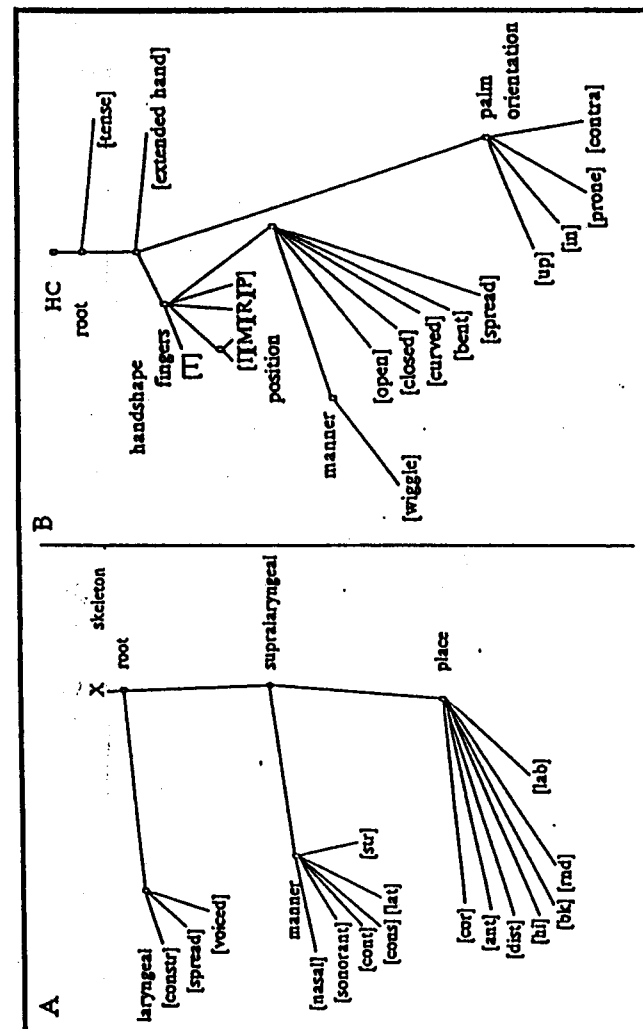 A
X skeleton
root
laryngeal
[constr]
[spread]
[voiced]
supralaryngeal
manner
[nasal]
[sonorant]
[cont]
[cons]
[lat]
[str]
place
[cor]
[ant]
[dist]
[hi]
[bk]
[rnd]
[lab]
B
HC
root
[tense]
[extended hand]
handshape
fingers
[T]
[I][M][R][P]
position
manner
[wiggle]
[open]
[closed]
[curved]
[bent]
[spread]
palm
orientation
[up]
[in]
[prone]
[contra]